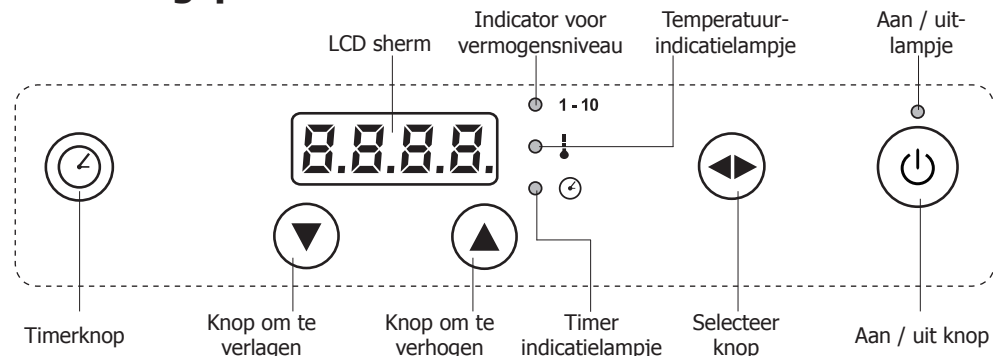 Indicator voor
vermogensniveau
Temperatuur-
indicatielampje
Aan / uit-
lampje
LCD sherm
1 - 10
8.8.8.8.
Timerknop
Knop om te
verlagen
Knop om te
verhogen
Timer
indicatielampje
Selecteer
knop
Aan / uit knop